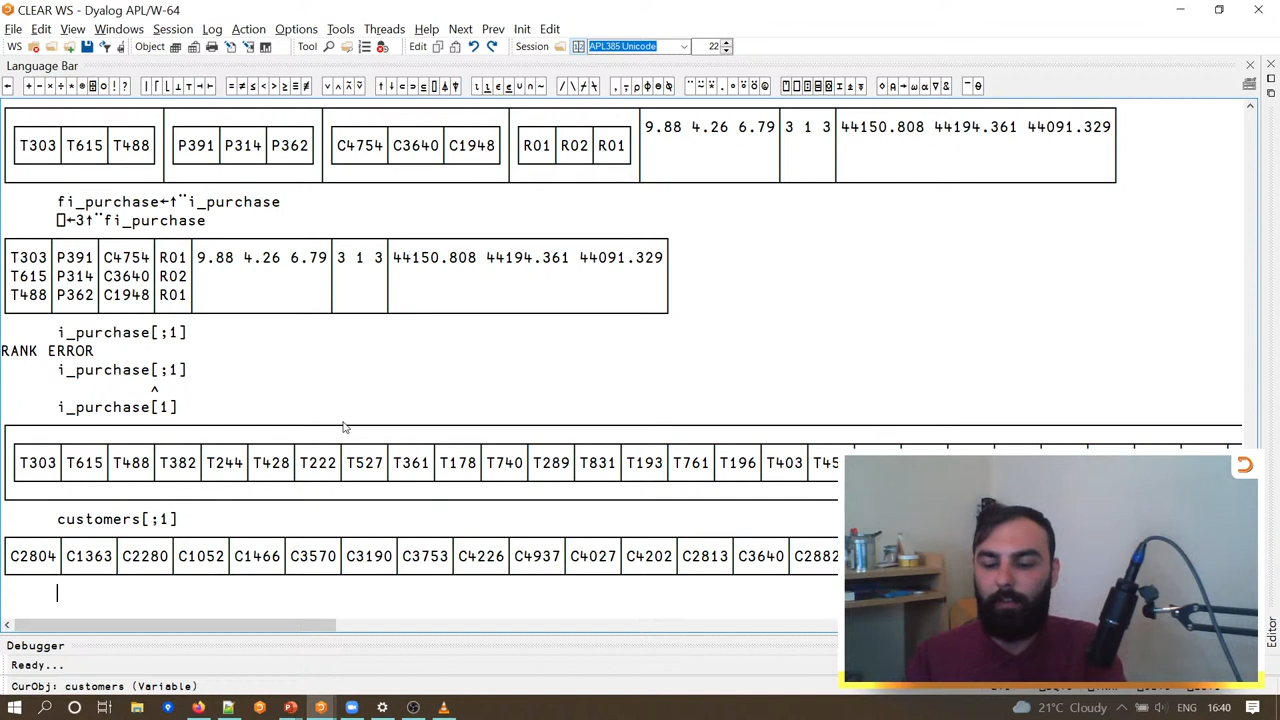 CLEAR WS - Dyalog APL/W-64
File Edit View Windows Session Log Action Options Tools Threads Help Next Prev Init Edit
WS Object Tool Edit Session APL385 Unicode 22
Language Bar
T303 T615 T488 P391 P314 P362 C4754 C3640 C1948 R01 R02 R01 9.88 4.26 6.79 3 1 3 44150.808 44194.361 44091.329
fi_purchase←↑¨i_purchase
⎕←3↑¨fi_purchase
T303 P391 C4754 R01 9.88 4.26 6.79 3 1 3 44150.808 44194.361 44091.329
T615 P314 C3640 R02
T488 P362 C1948 R01
i_purchase[;1]
RANK ERROR
i_purchase[;1]
^
i_purchase[1]
T303 T615 T488 T382 T244 T428 T222 T527 T361 T178 T740 T289 T831 T193 T761 T196 T403 T45
customers[;1]
C2804 C1363 C2280 C1052 C1466 C3570 C3190 C3753 C4226 C4937 C4027 C4202 C2813 C3640 C2882
Debugger
Ready...
CurObj: customers (Variable)
Editor
21°C Cloudy ENG 16:40